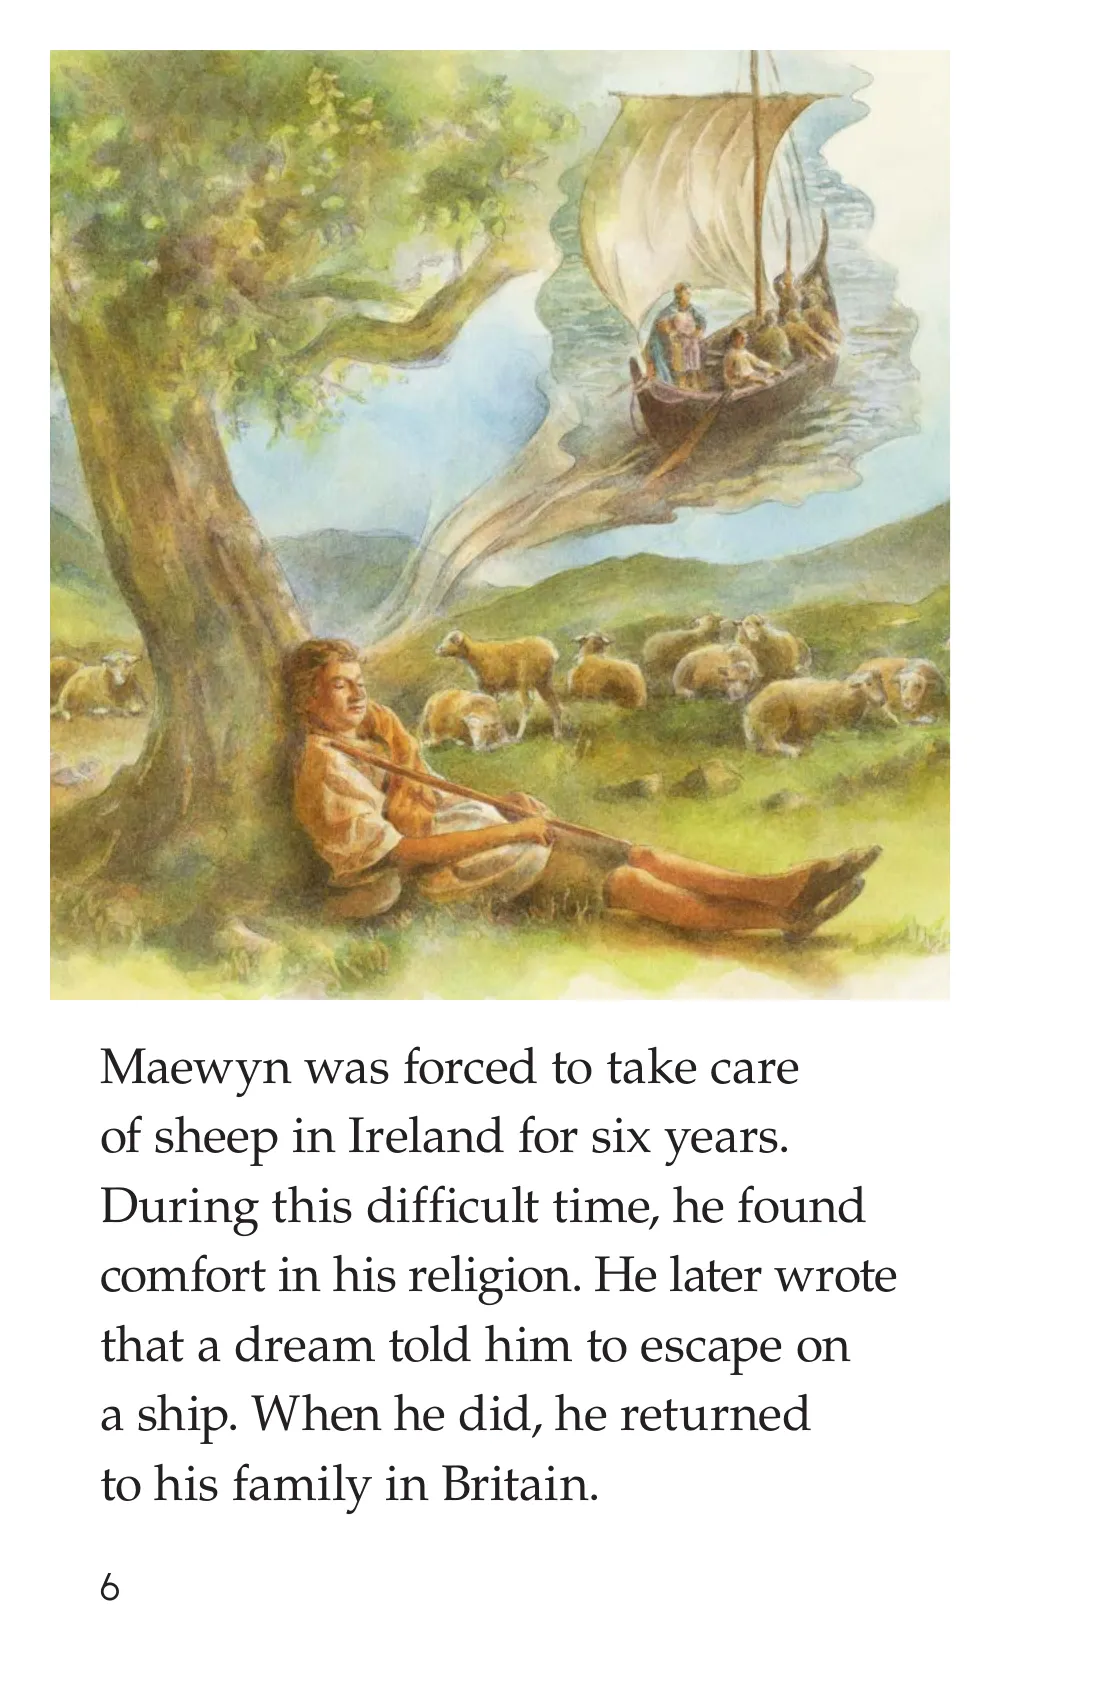 Maewyn was forced to take care
of sheep in Ireland for six years.
During this difficult time, he found
comfort in his religion. He later wrote
that a dream told him to escape on
a ship. When he did, he returned
to his family in Britain.
6